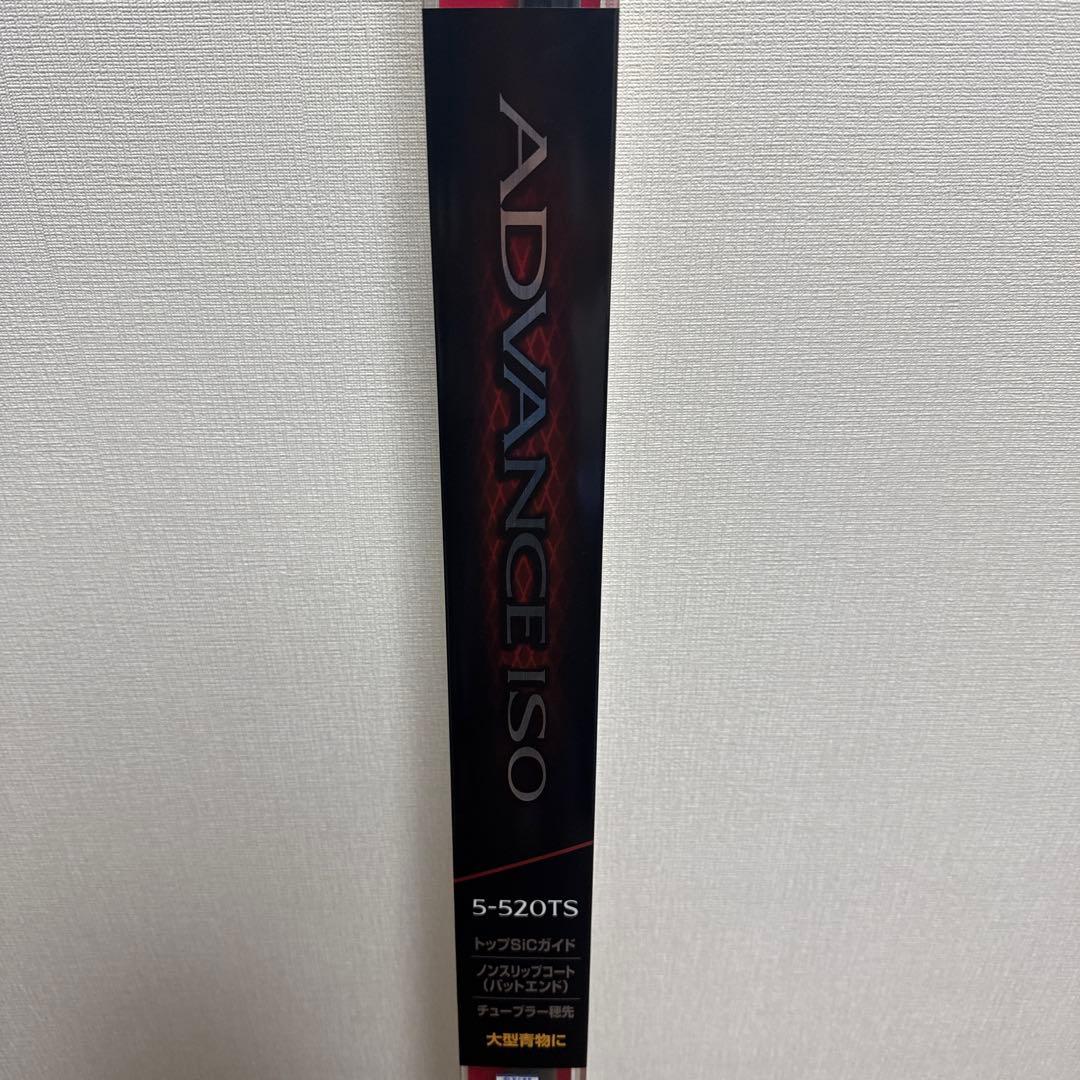 ADVANCE ISO
5-520TS
トップSiCガイド
ノンスリップコート
(バットエンド)
チューブラー穂先
大型青物に